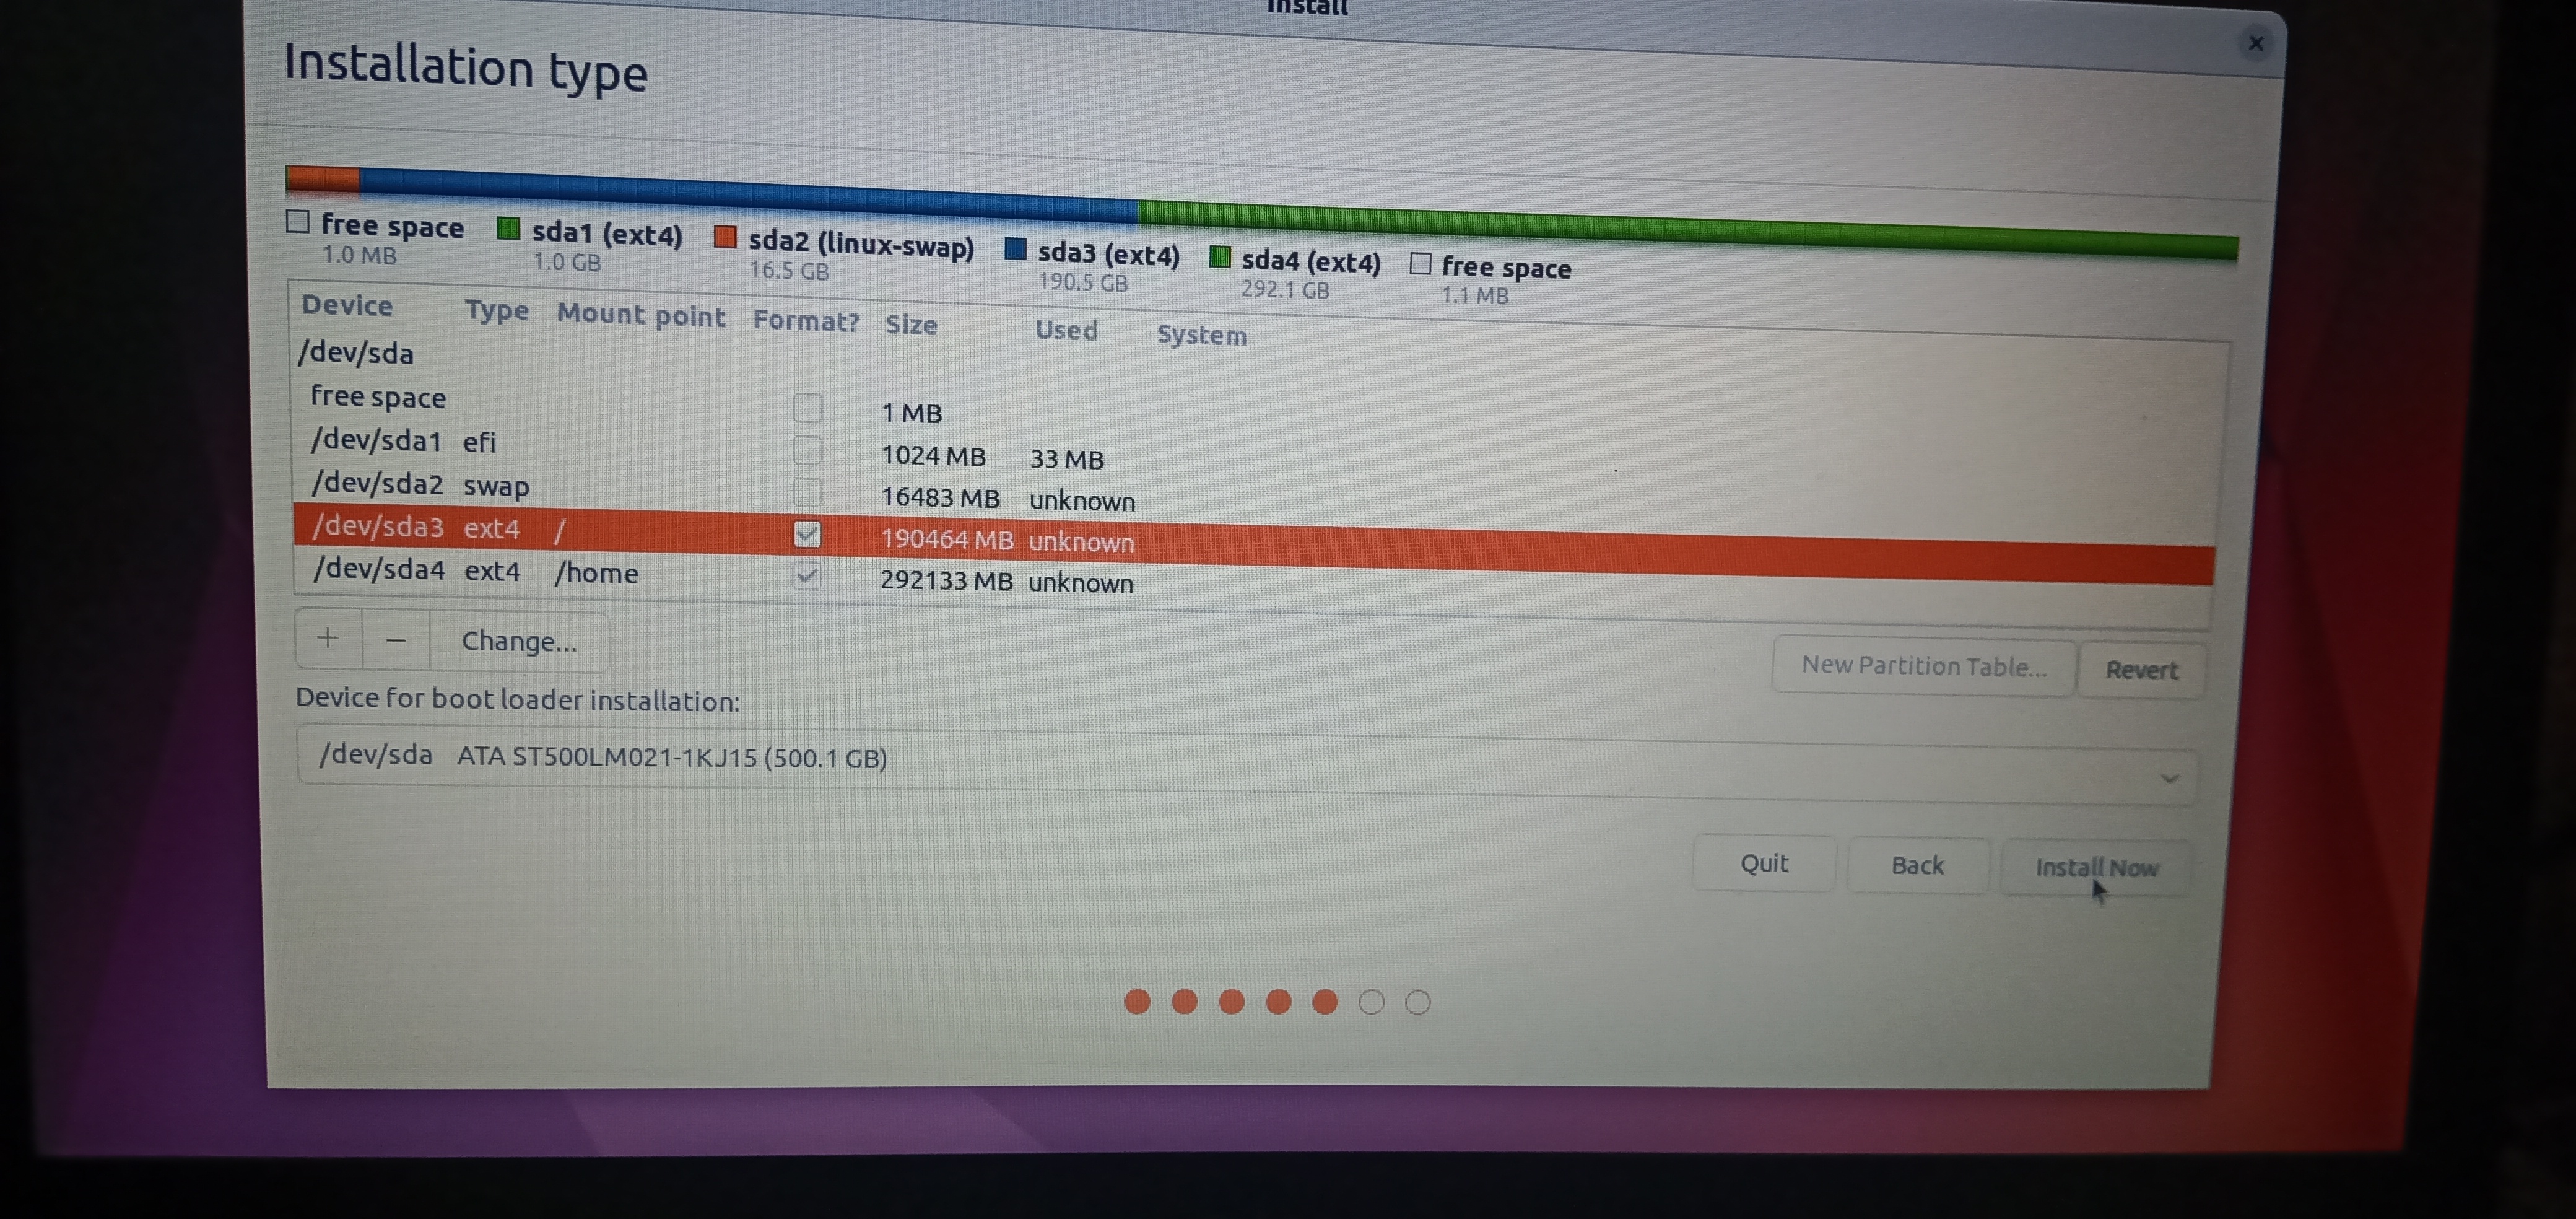 Install
Installation type
free space sda1 (ext4) sda2 (linux-swap) sda3 (ext4) sda4 (ext4) free space
1.0 MB 1.0 GB 16.5 GB 190.5 GB 292.1 GB 1.1 MB
Device Type Mount point Format? Size Used System
/dev/sda
free space 1 MB
/dev/sda1 efi 1024 MB 33 MB
/dev/sda2 swap 16483 MB unknown
/dev/sda3 ext4 / 190464 MB unknown
/dev/sda4 ext4 /home 292133 MB unknown
+ − Change... New Partition Table... Revert
Device for boot loader installation:
/dev/sda ATA ST500LM021-1KJ15 (500.1 GB)
Quit Back Install Now